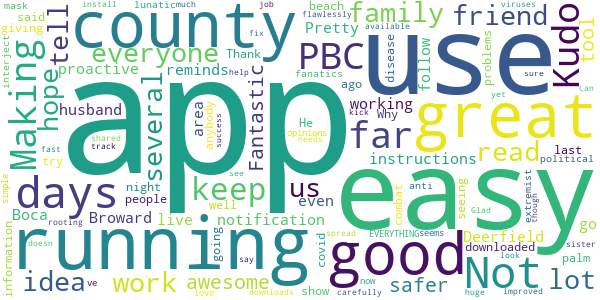 mask lunatic install much job
said beach fix available viruses
giving Pretty flawlessly
interject county tell family friend use Kudo tool
everyone Thank PBC follow disease problems
Making hope proactive reminds help fanatics sure Lan
app several husband Fantastic area anybody success ago He far great
working Why yet
shared track opinions needs kick instructions read last political
try fast
days night people keep us easy
see even notification anti combat seeing extremist though
Boca Broward live well going
simple information running good safer Deerfield Not lot
EVERYTHING seems spread covid downloaded Glad sister palm
rooting doesn say now look
idea ve work love awesome downloads show carefully huge improved